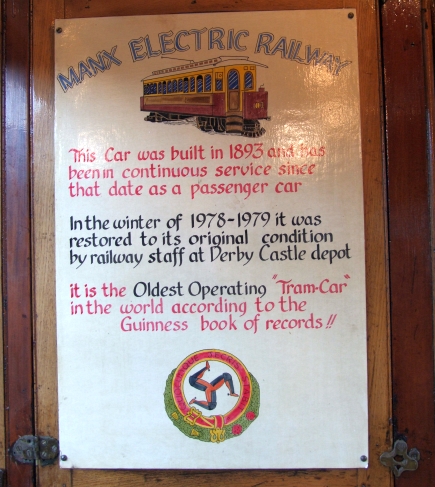 MANX ELECTRIC RAILWAY
This Car was built in 1893 and has
been in continuous service since
that date as a passenger car
In the winter of 1978-1979 it was
restored to its original condition
by railway staff at Derby Castle depot
it is the Oldest Operating "Tram-Car"
in the world according to the
Guinness book of records!!